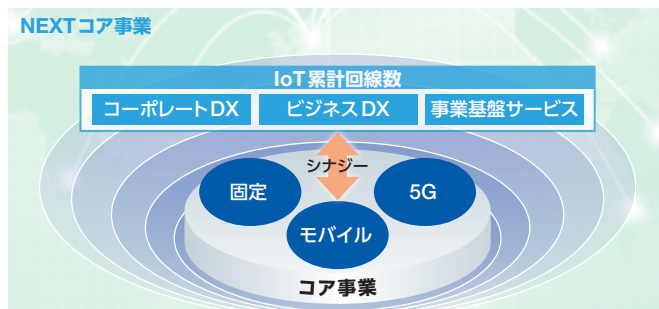 NEXTコア事業
IoT累計回線数
コーポレートDX ビジネスDX 事業基盤サービス
シナジー
固定 5G
モバイル
コア事業